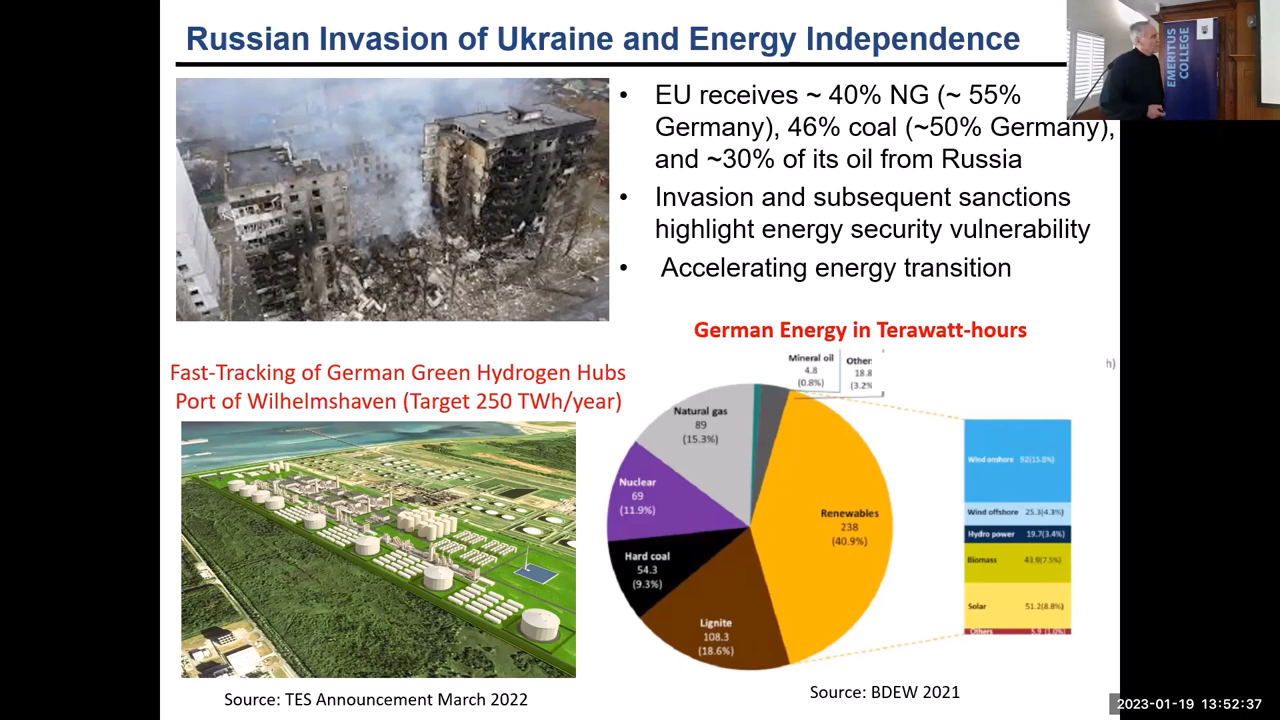 Russian Invasion of Ukraine and Energy Independence
EMERITUS
COLLEGE
• EU receives ~ 40% NG (~ 55%
Germany), 46% coal (~50% Germany),
and ~30% of its oil from Russia
• Invasion and subsequent sanctions
highlight energy security vulnerability
• Accelerating energy transition
Fast-Tracking of German Green Hydrogen Hubs
Port of Wilhelmshaven (Target 250 TWh/year)
Source: TES Announcement March 2022
German Energy in Terawatt-hours
h)
Mineral oil
4.8
(0.8%)
Other
18.8
(3.2%
Natural gas
89
(15.3%)
Nuclear
69
(11.9%)
Hard coal
54.3
(9.3%)
Lignite
108.3
(18.6%)
Renewables
238
(40.9%)
Wind onshore 92(15.8%)
Wind offshore 25.3(4.3%)
Hydro power 19.7(3.4%)
Biomass 43.9(7.5%)
Solar 51.2(8.8%)
Others 5.9 (1.0%)
Source: BDEW 2021
2023-01-19 13:52:37